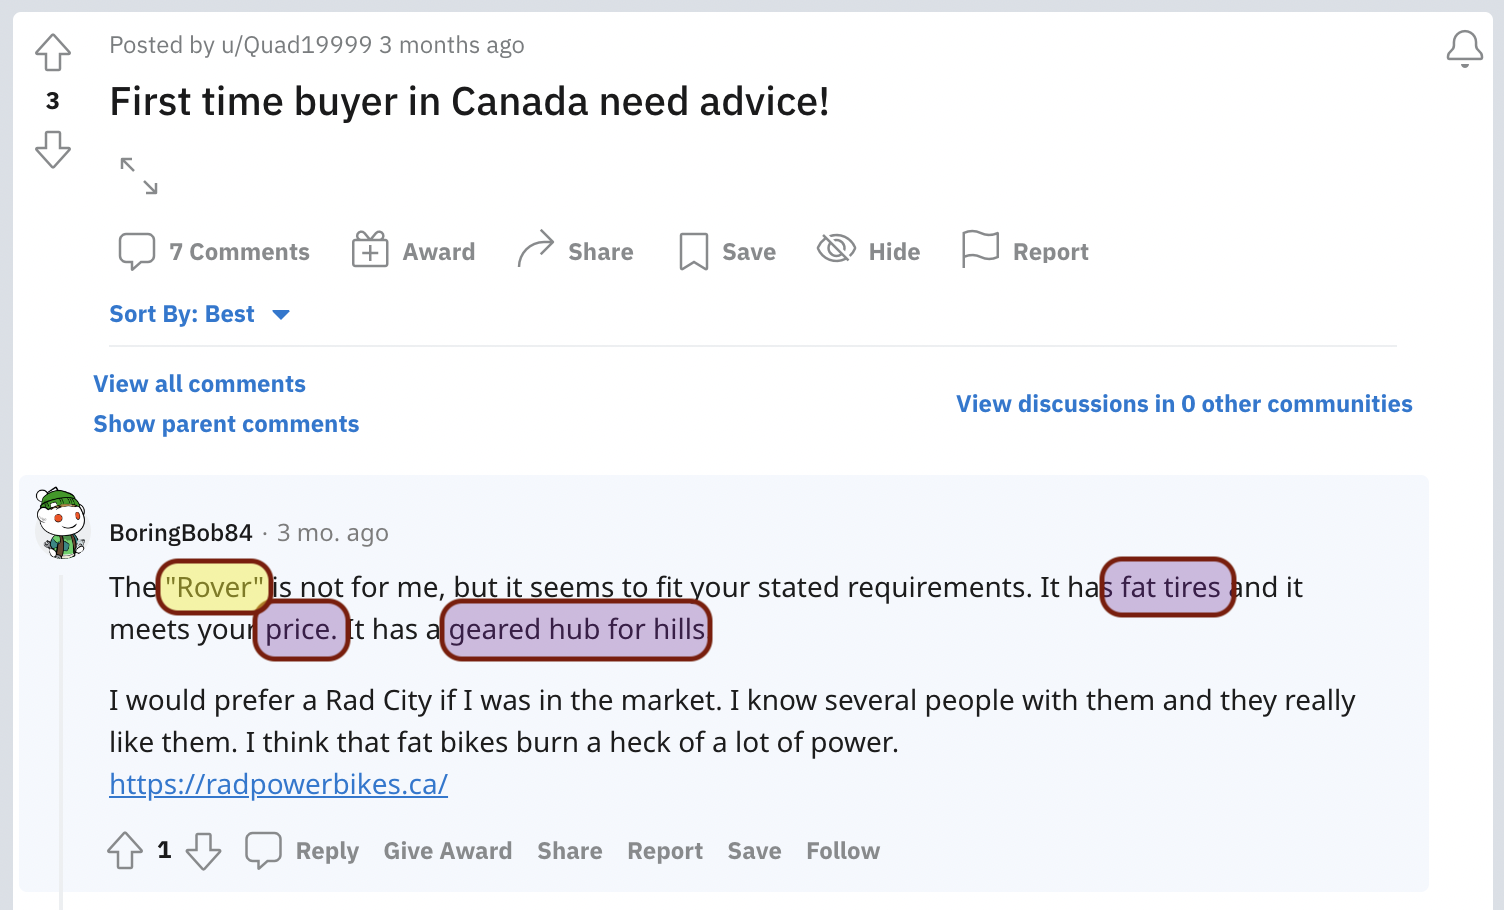 Posted by u/Quad19999 3 months ago
3
First time buyer in Canada need advice!
7 Comments Award Share Save Hide Report
Sort By: Best
View all comments
View discussions in 0 other communities
Show parent comments
BoringBob84 · 3 mo. ago
The "Rover" is not for me, but it seems to fit your stated requirements. It has fat tires and it
meets your price. It has a geared hub for hills
I would prefer a Rad City if I was in the market. I know several people with them and they really
like them. I think that fat bikes burn a heck of a lot of power.
https://radpowerbikes.ca/
1 Reply Give Award Share Report Save Follow